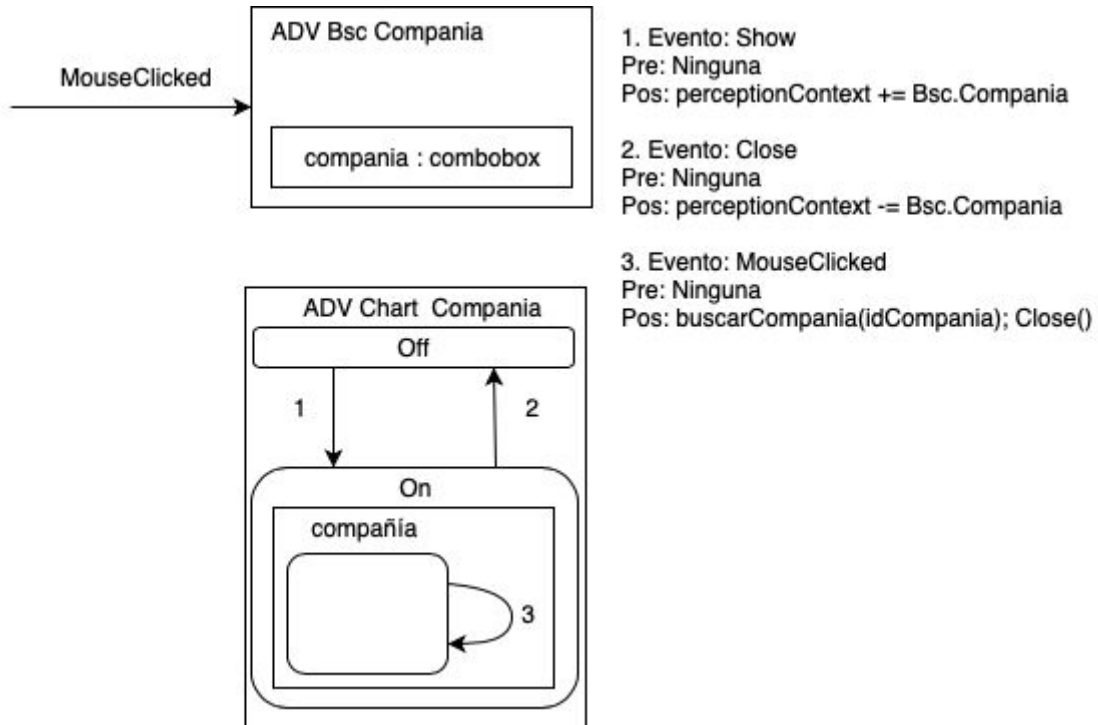 ADV Bsc Compania
MouseClicked
compania : combobox
1. Evento: Show
Pre: Ninguna
Pos: perceptionContext += Bsc.Compania
2. Evento: Close
Pre: Ninguna
Pos: perceptionContext -= Bsc.Compania
3. Evento: MouseClicked
Pre: Ninguna
Pos: buscarCompania(idCompania); Close()
ADV Chart Compania
Off
1
2
On
compañía
3